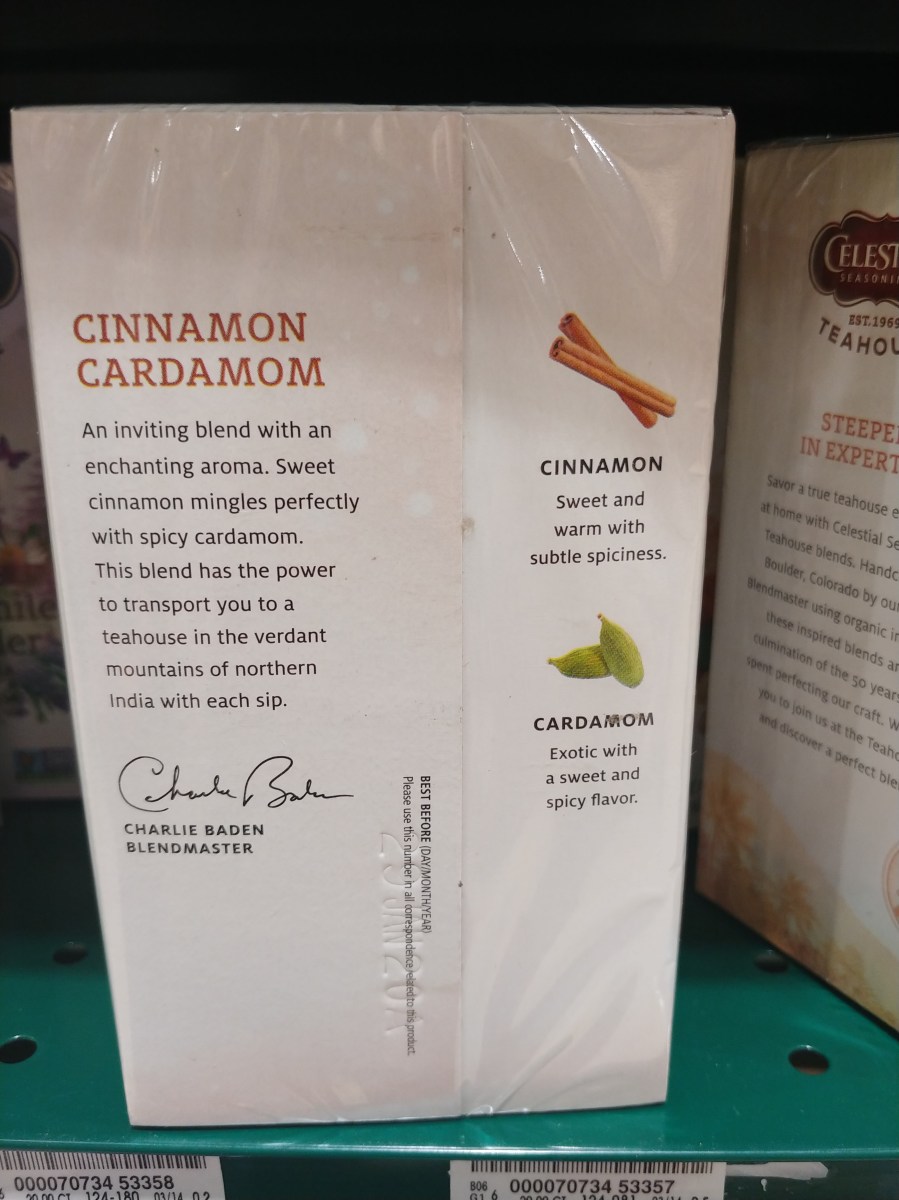 CINNAMON
CARDAMOM
An inviting blend with an
enchanting aroma. Sweet
cinnamon mingles perfectly
with spicy cardamom.
This blend has the power
to transport you to a
teahouse in the verdant
mountains of northern
India with each sip.
Charlie Baden
CHARLIE BADEN
BLENDMASTER
BEST BEFORE (DAY/MONTH/YEAR)
Please use this number in all correspondence related to this product.
CINNAMON
Sweet and
warm with
subtle spiciness.
CARDAMOM
Exotic with
a sweet and
spicy flavor.
CELEST
SEASONI
EST. 1969
TEAHOU
STEEPE
IN EXPERT
Savor a true teahouse e
at home with Celestial Se
Teahouse blends. Handc
Boulder, Colorado by ou
Blendmaster using organic in
these inspired blends ar
culmination of the 50 years
spent perfecting our craft. W
you to join us at the Teaho
and discover a perfect ble
000070734 53358
B06
000070734 53357